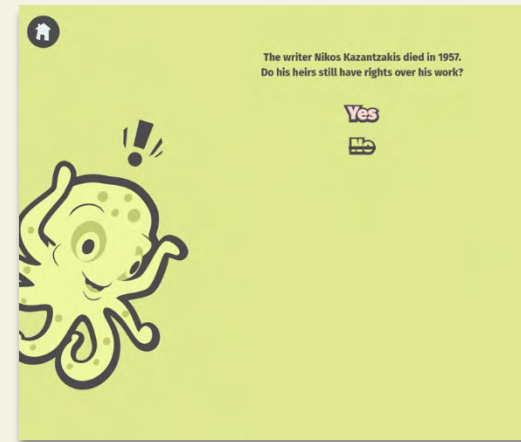 The writer Nikos Kazantzakis died in 1957.
Do his heirs still have rights over his work?
Yes
No